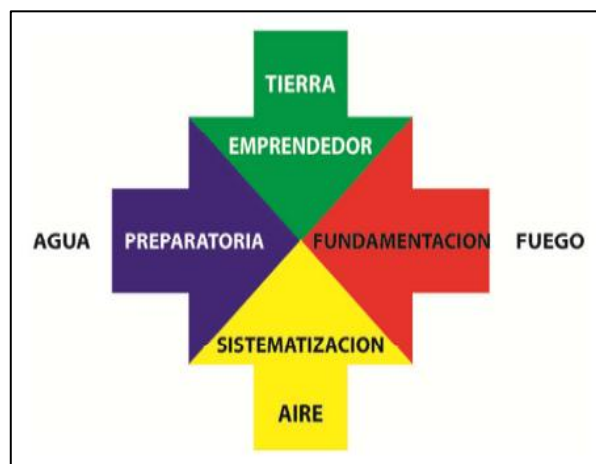 TIERRA
EMPRENDEDOR
AGUA PREPARATORIA FUNDAMENTACION FUEGO
SISTEMATIZACION
AIRE